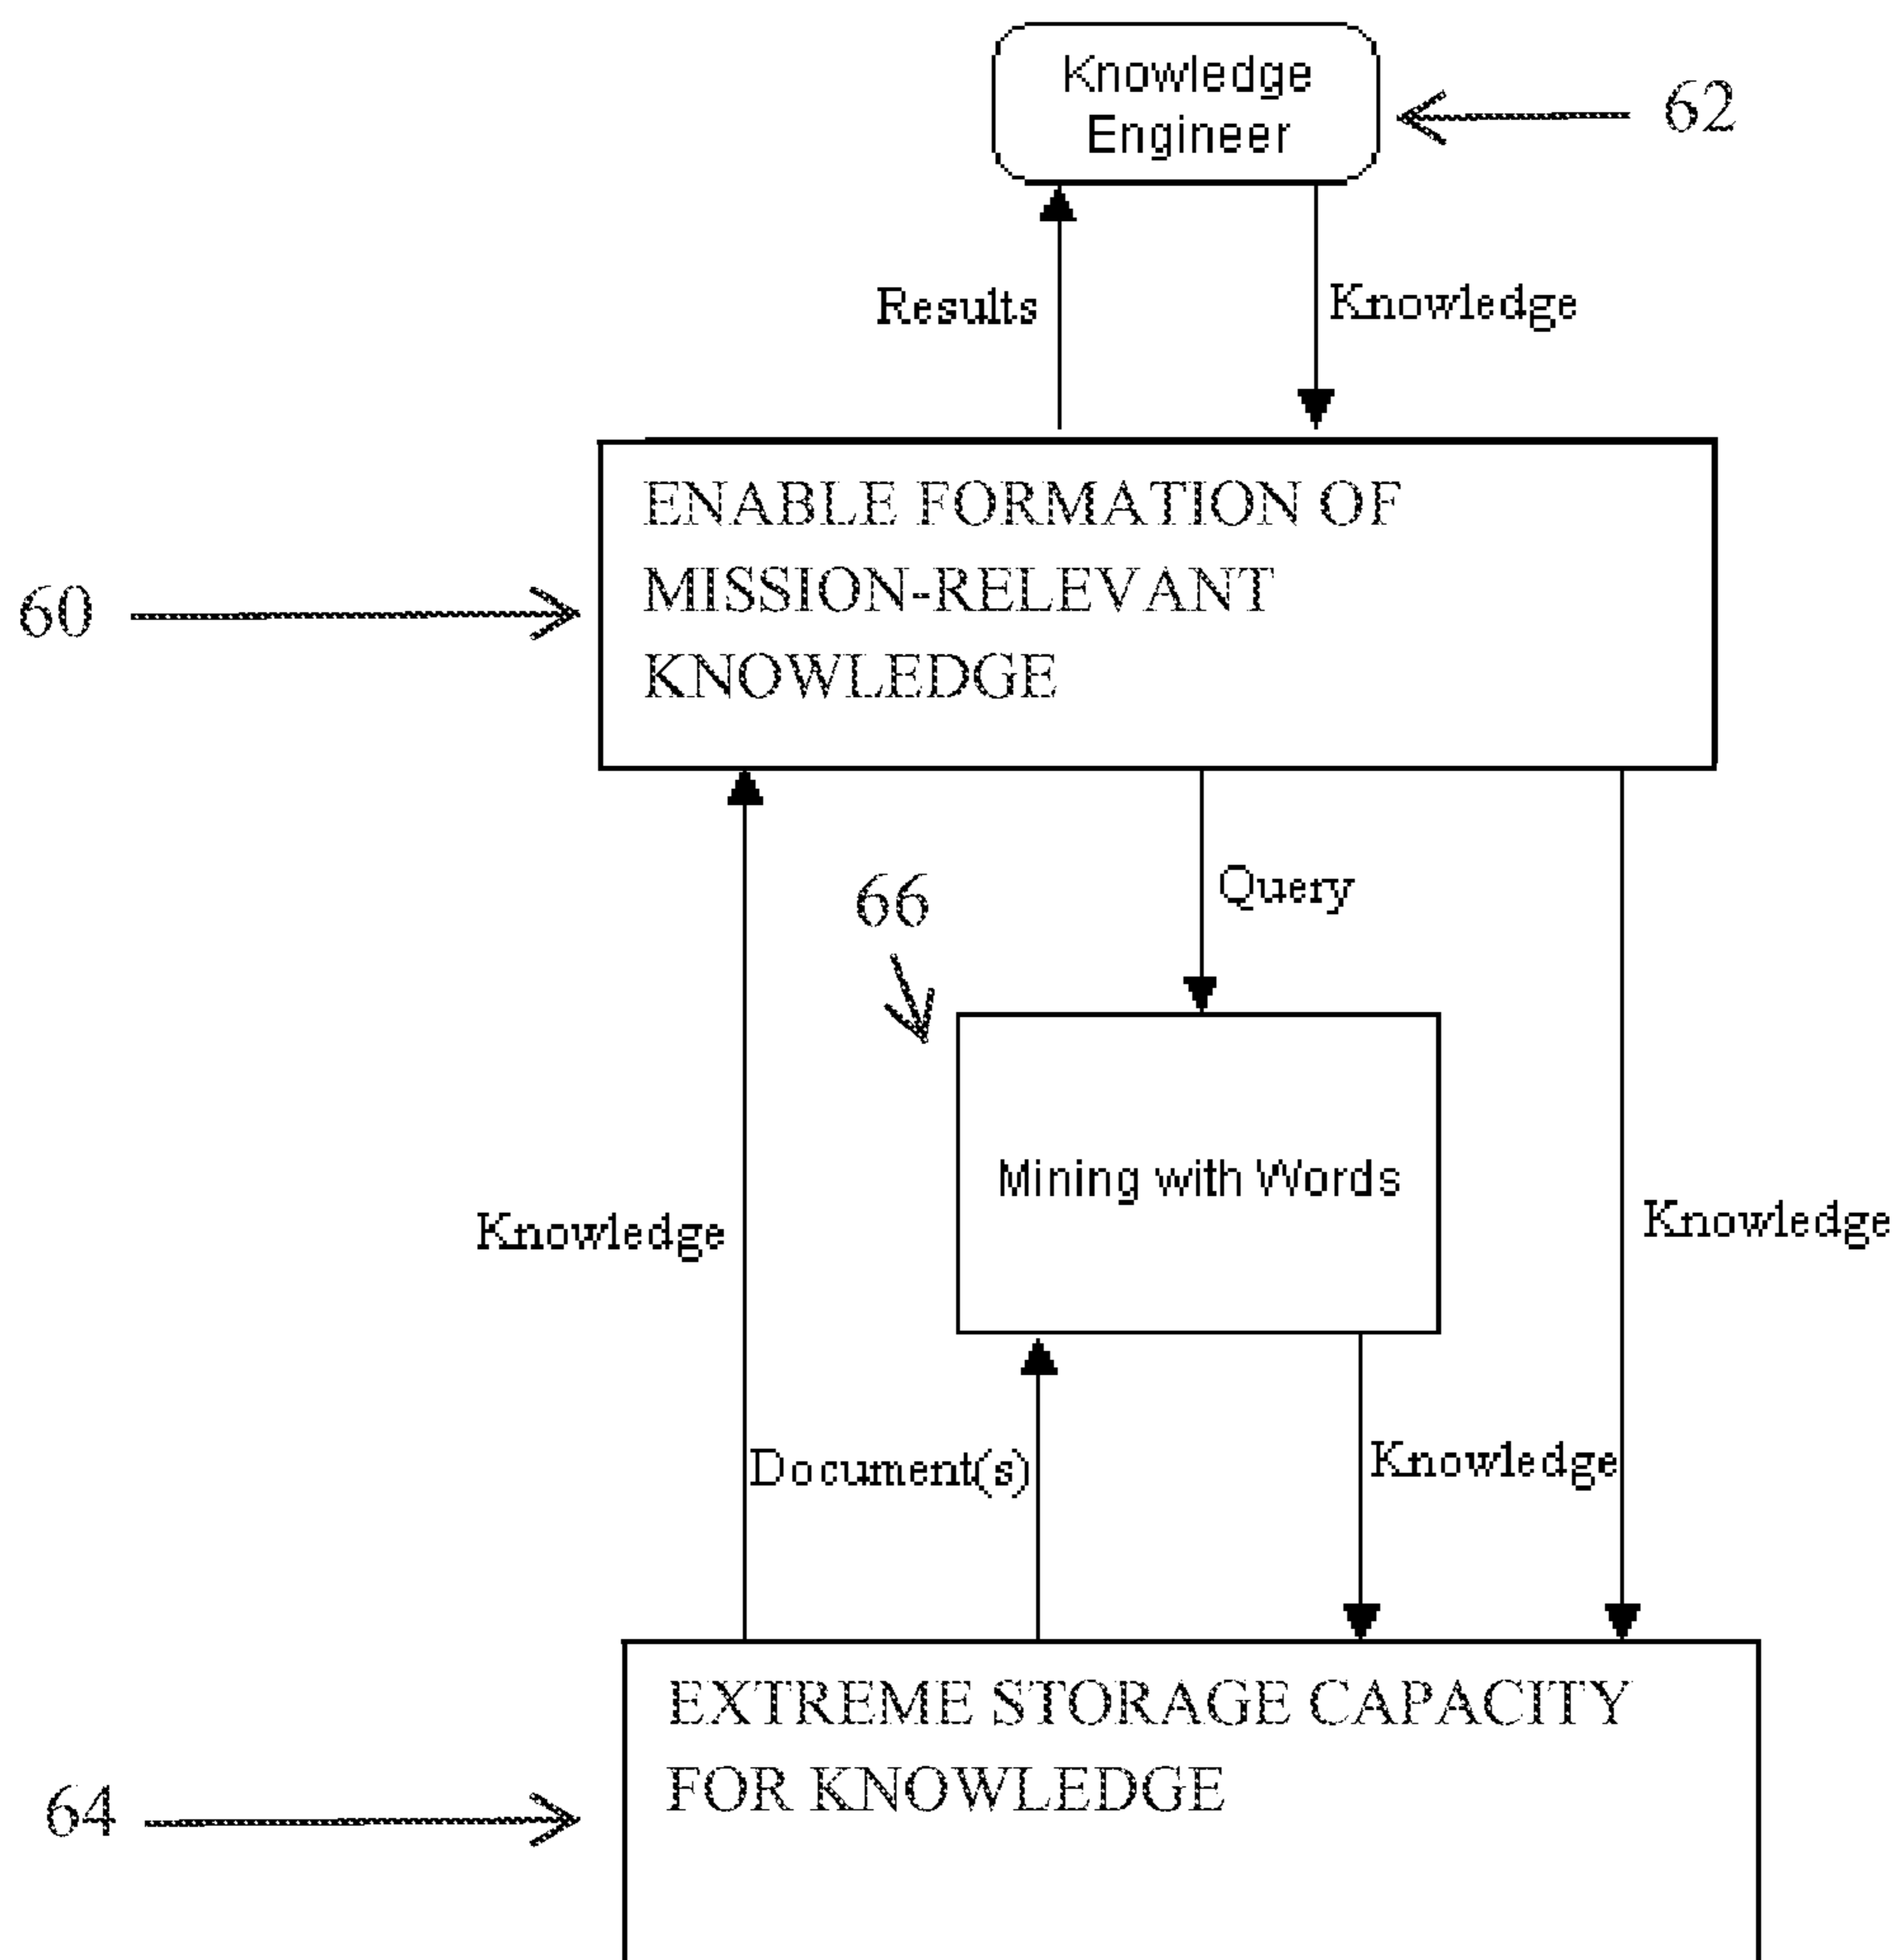 Knowledge
Engineer
62
Results
Knowledge
ENABLE FORMATION OF
MISSION-RELEVANT
KNOWLEDGE
60
Query
66
Mining with Words
Knowledge
Knowledge
Document(s)
Knowledge
EXTREME STORAGE CAPACITY
FOR KNOWLEDGE
64